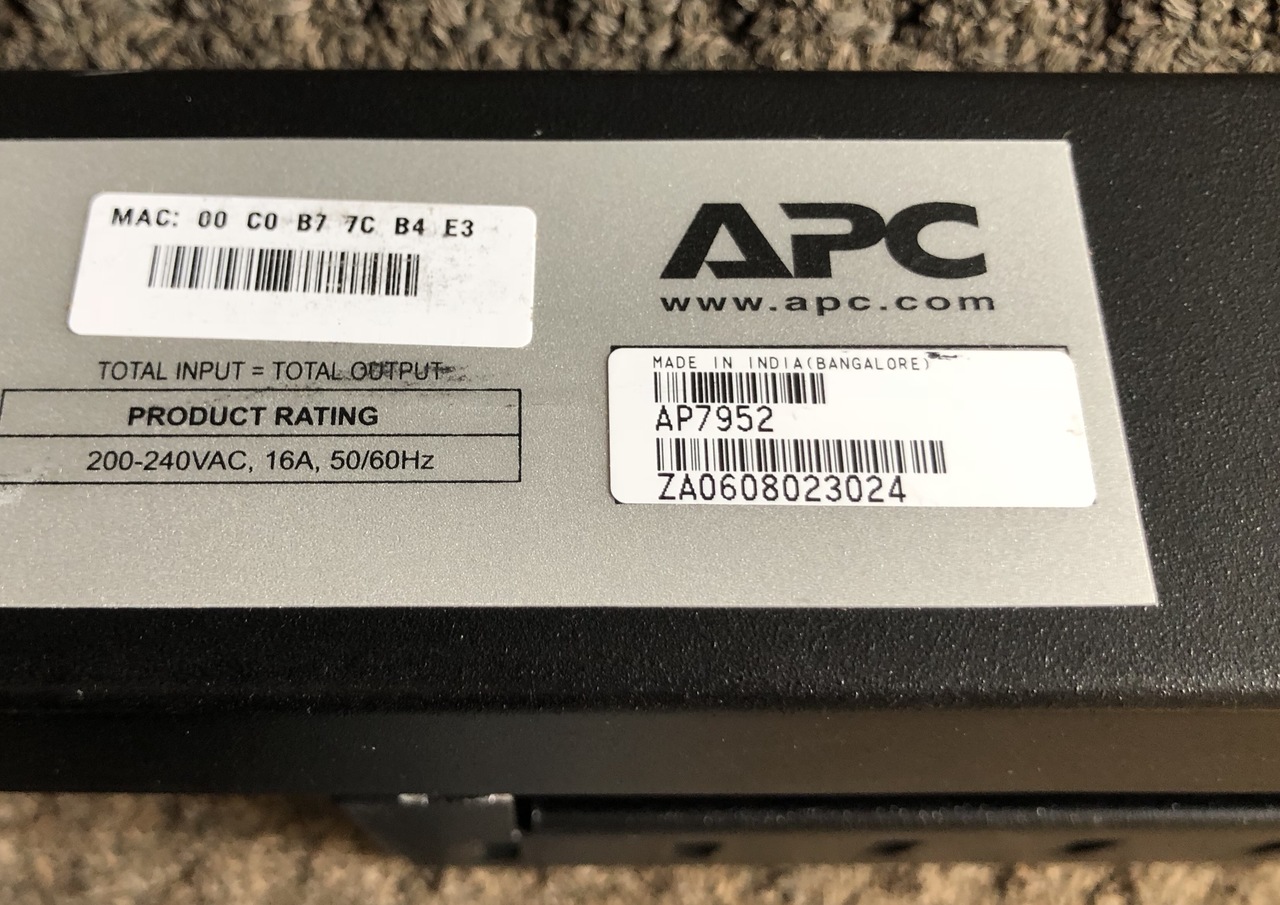 MAC: 00 C0 B7 7C B4 E3
TOTAL INPUT = TOTAL OUTPUT
PRODUCT RATING
200-240VAC, 16A, 50/60Hz
APC
www.apc.com
MADE IN INDIA(BANGALORE)
AP7952
ZA0608023024